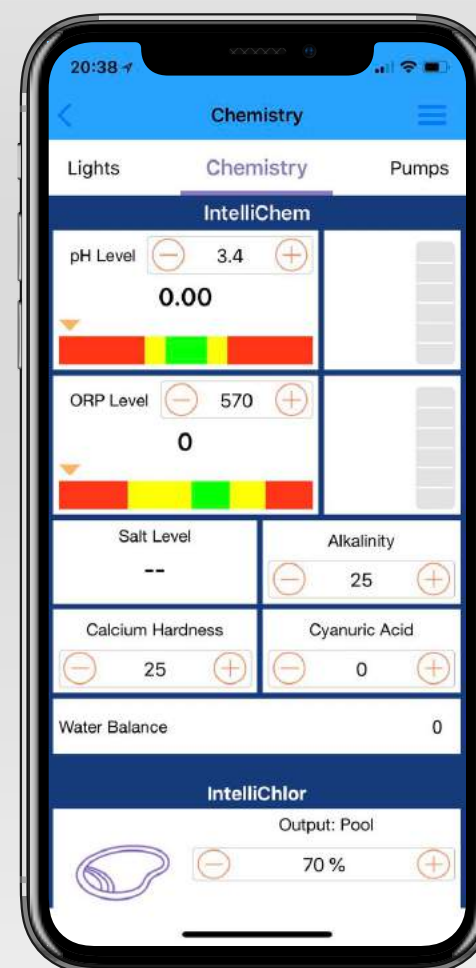 20:38
Chemistry
Lights Chemistry Pumps
IntelliChem
pH Level 3.4
0.00
ORP Level 570
0
Salt Level Alkalinity
-- 25
Calcium Hardness Cyanuric Acid
25 0
Water Balance 0
IntelliChlor
Output: Pool
70 %